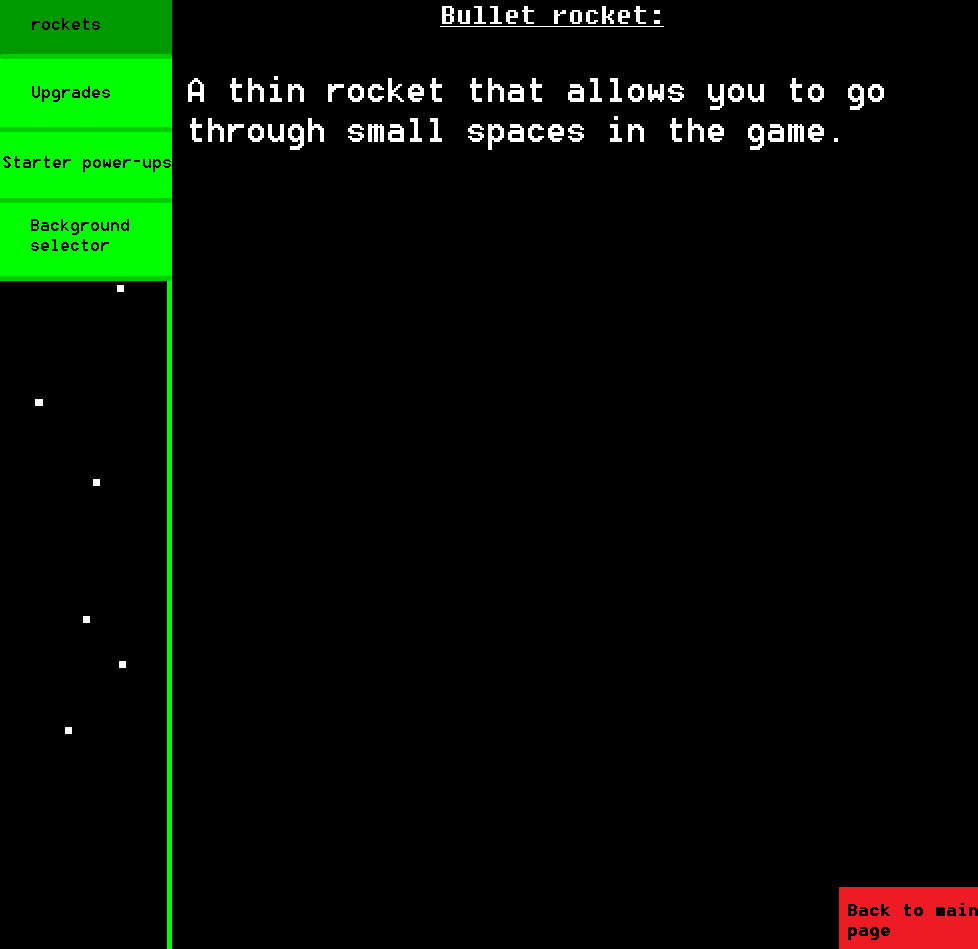 rockets
Upgrades
Starter power-ups
Background
selector
Bullet rocket:
A thin rocket that allows you to go
through small spaces in the game.
Back to main
page